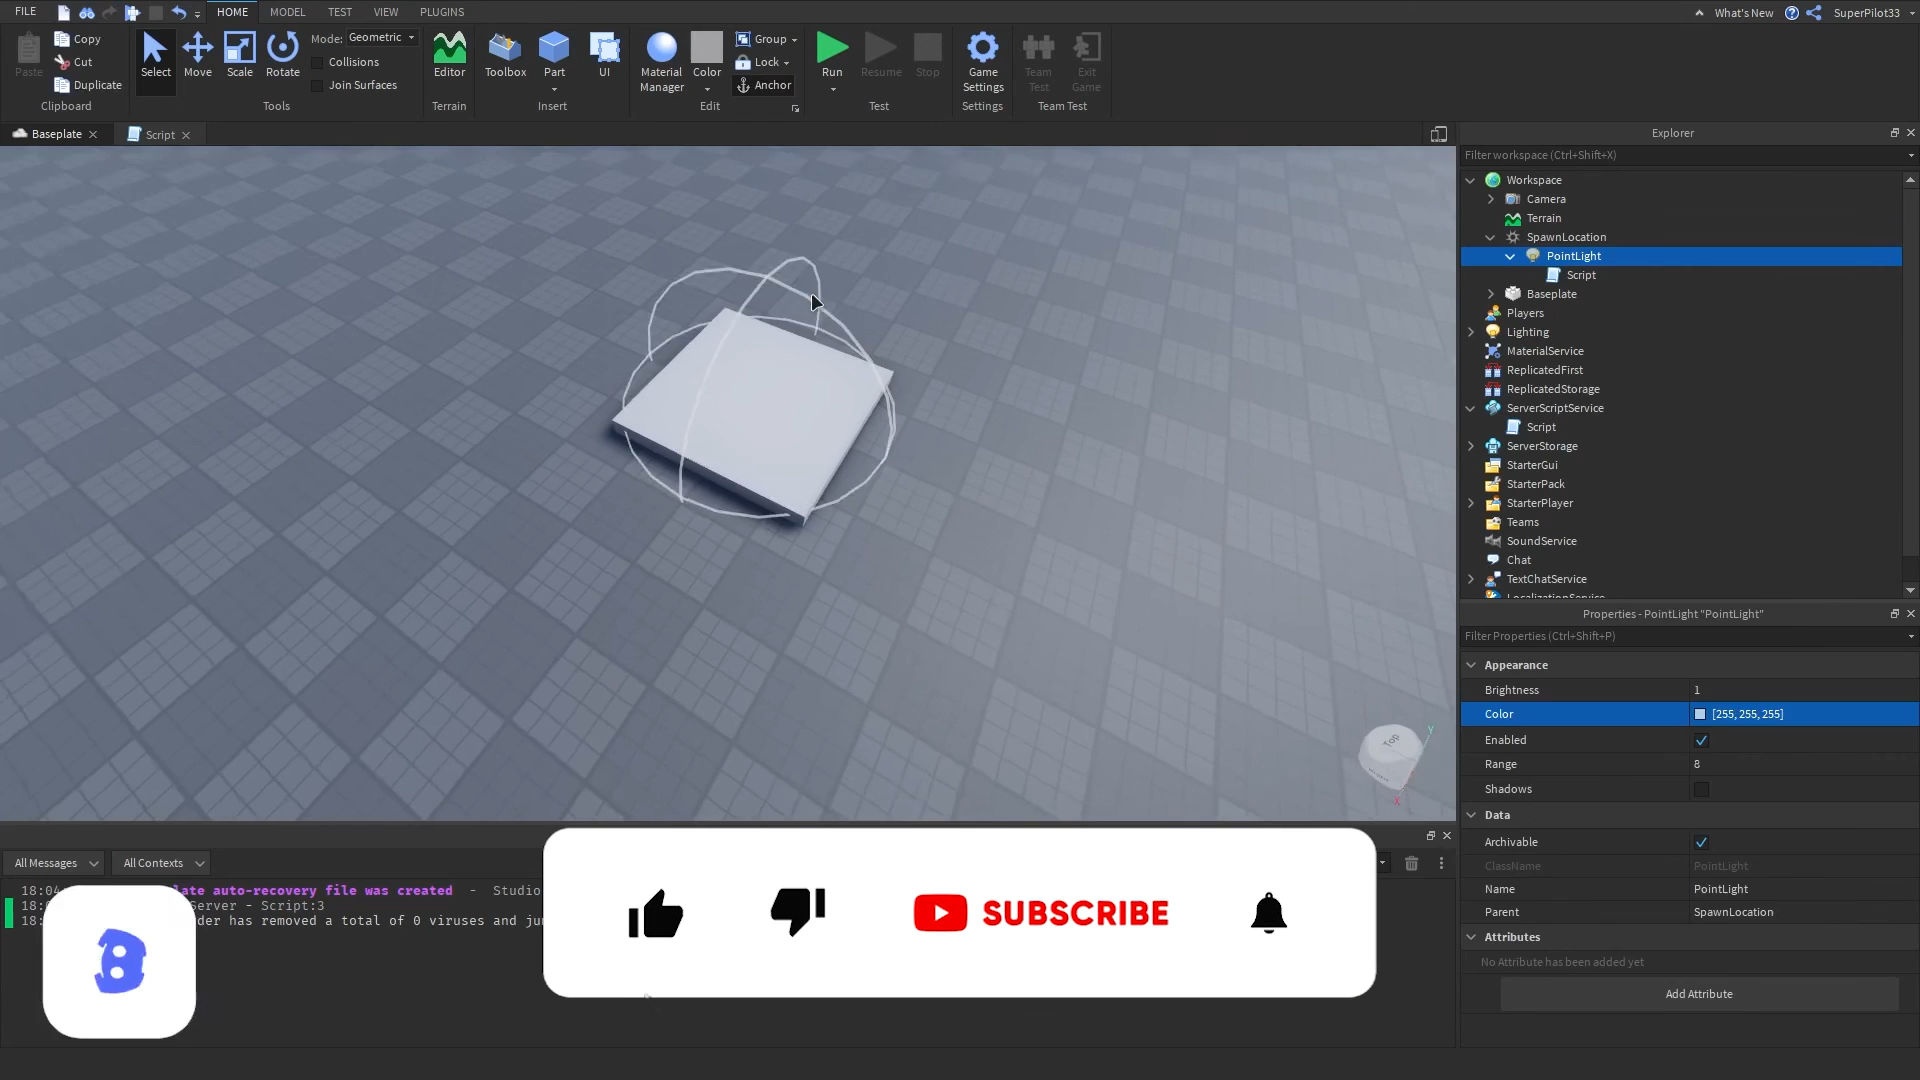 FILE
HOME
MODEL
TEST
VIEW
PLUGINS
What's New
SuperPilot33
Paste
Copy
Cut
Duplicate
Clipboard
Select
Move
Scale
Rotate
Mode: Geometric
Collisions
Join Surfaces
Tools
Editor
Terrain
Toolbox
Part
UI
Insert
Material Manager
Color
Group
Lock
Anchor
Edit
Run
Resume
Stop
Test
Game Settings
Settings
Team Test
Exit Game
Team Test
Baseplate
Script
Explorer
Filter workspace (Ctrl+Shift+X)
Workspace
Camera
Terrain
SpawnLocation
PointLight
Script
Baseplate
Players
Lighting
MaterialService
ReplicatedFirst
ReplicatedStorage
ServerScriptService
Script
ServerStorage
StarterGui
StarterPack
StarterPlayer
Teams
SoundService
Chat
TextChatService
LocalizationService
Top
Y
X
Properties - PointLight "PointLight"
Filter Properties (Ctrl+Shift+P)
Appearance
Brightness 1
Color [255, 255, 255]
Enabled
Range 8
Shadows
Data
Archivable
ClassName PointLight
Name PointLight
Parent SpawnLocation
Attributes
No Attribute has been added yet
Add Attribute
All Messages
All Contexts
18:04 auto-recovery file was created - Studio
18: erver - Script:3
18: der has removed a total of 0 viruses and
B
SUBSCRIBE